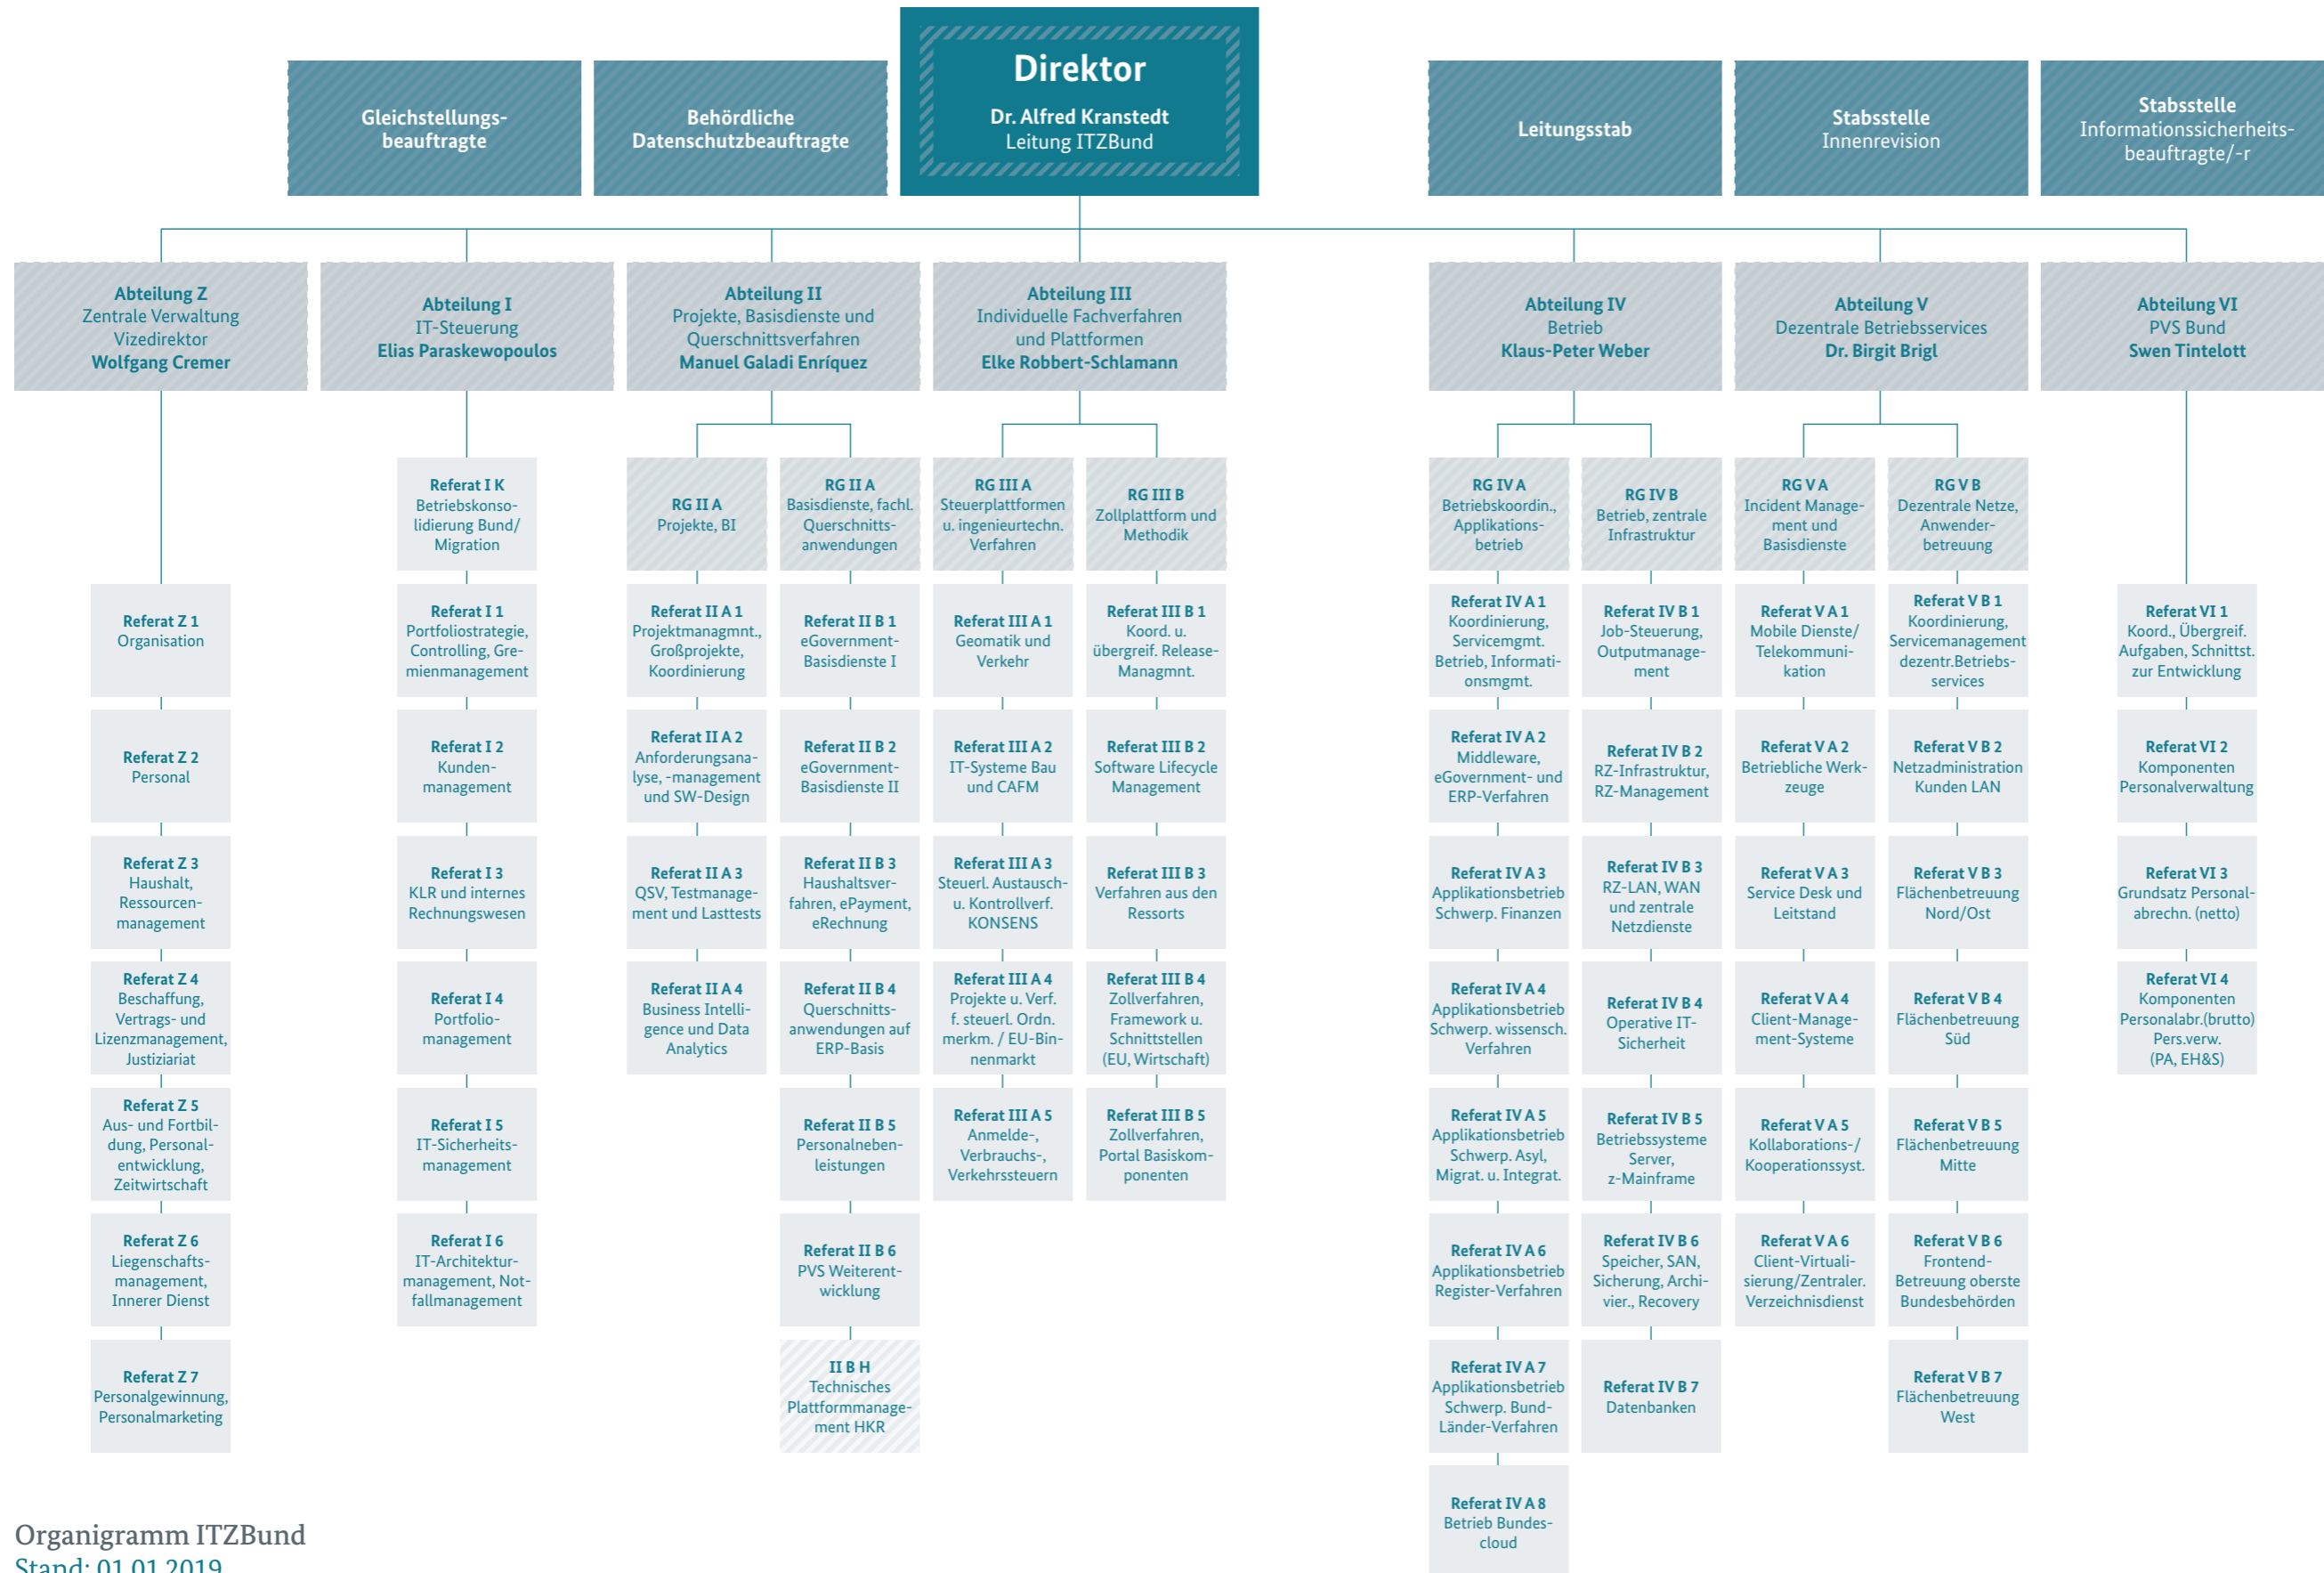 Direktor
Dr. Alfred Kranstedt
Leitung ITZBund
Gleichstellungs-
beauftragte
Behördliche
Datenschutzbeauftragte
Leitungsstab
Stabsstelle
Innenrevision
Stabsstelle
Informationssicherheits-
beauftragte/-r
Abteilung Z
Zentrale Verwaltung
Vizedirektor
Wolfgang Cremer
Abteilung I
IT-Steuerung
Elias Paraskewopoulos
Abteilung II
Projekte, Basisdienste und
Querschnittsverfahren
Manuel Galadi Enríquez
Abteilung III
Individuelle Fachverfahren
und Plattformen
Elke Robbert-Schlamann
Abteilung IV
Betrieb
Klaus-Peter Weber
Abteilung V
Dezentrale Betriebsservices
Dr. Birgit Brigl
Abteilung VI
PVS Bund
Swen Tintelott
Referat Z 1
Organisation
Referat Z 2
Personal
Referat Z 3
Haushalt,
Ressourcen-
management
Referat Z 4
Beschaffung,
Vertrags- und
Lizenzmanagement,
Justiziariat
Referat Z 5
Aus- und Fortbil-
dung, Personal-
entwicklung,
Zeitwirtschaft
Referat Z 6
Liegenschafts-
management,
Innerer Dienst
Referat Z 7
Personalgewinnung,
Personalmarketing
Referat I K
Betriebskonso-
lidierung Bund/
Migration
Referat I 1
Portfoliostrategie,
Controlling, Gre-
mienmanagement
Referat I 2
Kunden-
management
Referat I 3
KLR und internes
Rechnungswesen
Referat I 4
Portfolio-
management
Referat I 5
IT-Sicherheits-
management
Referat I 6
IT-Architektur-
management, Not-
fallmanagement
RG II A
Projekte, BI
Referat II A 1
Projektmanagmnt.,
Großprojekte,
Koordinierung
Referat II A 2
Anforderungsana-
lyse, -management
und SW-Design
Referat II A 3
QSV, Testmanage-
ment und Lasttests
Referat II A 4
Business Intelli-
gence und Data
Analytics
RG II A
Basisdienste, fachl.
Querschnitts-
anwendungen
Referat II B 1
eGovernment-
Basisdienste I
Referat II B 2
eGovernment-
Basisdienste II
Referat II B 3
Haushaltsver-
fahren, ePayment,
eRechnung
Referat II B 4
Querschnitts-
anwendungen auf
ERP-Basis
Referat II B 5
Personalneben-
leistungen
Referat II B 6
PVS Weiterent-
wicklung
II B H
Technisches
Plattformmanage-
ment HKR
RG III A
Steuerplattformen
u. ingenieurtechn.
Verfahren
Referat III A 1
Geomatik und
Verkehr
Referat III A 2
IT-Systeme Bau
und CAFM
Referat III A 3
Steuerl. Austausch-
u. Kontrollverf.
KONSENS
Referat III A 4
Projekte u. Verf.
f. steuerl. Ordn.
merkm. / EU-Bin-
nenmarkt
Referat III A 5
Anmelde-,
Verbrauchs-,
Verkehrssteuern
RG III B
Zollplattform und
Methodik
Referat III B 1
Koord. u.
übergreif. Release-
Managmnt.
Referat III B 2
Software Lifecycle
Management
Referat III B 3
Verfahren aus den
Ressorts
Referat III B 4
Zollverfahren,
Framework u.
Schnittstellen
(EU, Wirtschaft)
Referat III B 5
Zollverfahren,
Portal Basiskom-
ponenten
RG IV A
Betriebskoordin.,
Applikations-
betrieb
Referat IV A 1
Koordinierung,
Servicemgmt.
Betrieb, Informati-
onsmgmt.
Referat IV A 2
Middleware,
eGovernment- und
ERP-Verfahren
Referat IV A 3
Applikationsbetrieb
Schwerp. Finanzen
Referat IV A 4
Applikationsbetrieb
Schwerp. wissensch.
Verfahren
Referat IV A 5
Applikationsbetrieb
Schwerp. Asyl,
Migrat. u. Integrat.
Referat IV A 6
Applikationsbetrieb
Register-Verfahren
Referat IV A 7
Applikationsbetrieb
Schwerp. Bund-
Länder-Verfahren
Referat IV A 8
Betrieb Bundes-
cloud
RG IV B
Betrieb, zentrale
Infrastruktur
Referat IV B 1
Job-Steuerung,
Outputmanage-
ment
Referat IV B 2
RZ-Infrastruktur,
RZ-Management
Referat IV B 3
RZ-LAN, WAN
und zentrale
Netzdienste
Referat IV B 4
Operative IT-
Sicherheit
Referat IV B 5
Betriebssysteme
Server,
z-Mainframe
Referat IV B 6
Speicher, SAN,
Sicherung, Archi-
vier., Recovery
Referat IV B 7
Datenbanken
RG V A
Incident Manage-
ment und
Basisdienste
Referat V A 1
Mobile Dienste/
Telekommuni-
kation
Referat V A 2
Betriebliche Werk-
zeuge
Referat V A 3
Service Desk und
Leitstand
Referat V A 4
Client-Manage-
ment-Systeme
Referat V A 5
Kollaborations-/
Kooperationssyst.
Referat V A 6
Client-Virtuali-
sierung/Zentraler.
Verzeichnisdienst
RG V B
Dezentrale Netze,
Anwender-
betreuung
Referat V B 1
Koordinierung,
Servicemanagement
dezentr.Betriebs-
services
Referat V B 2
Netzadministration
Kunden LAN
Referat V B 3
Flächenbetreuung
Nord/Ost
Referat V B 4
Flächenbetreuung
Süd
Referat V B 5
Flächenbetreuung
Mitte
Referat V B 6
Frontend-
Betreuung oberste
Bundesbehörden
Referat V B 7
Flächenbetreuung
West
Referat VI 1
Koord., Übergreif.
Aufgaben, Schnittst.
zur Entwicklung
Referat VI 2
Komponenten
Personalverwaltung
Referat VI 3
Grundsatz Personal-
abrechn. (netto)
Referat VI 4
Komponenten
Personalabr.(brutto)
Pers.verw.
(PA, EH&S)
Organigramm ITZBund
Stand: 01.01.2019